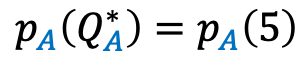 p_A(Q_A^*) = p_A(5)